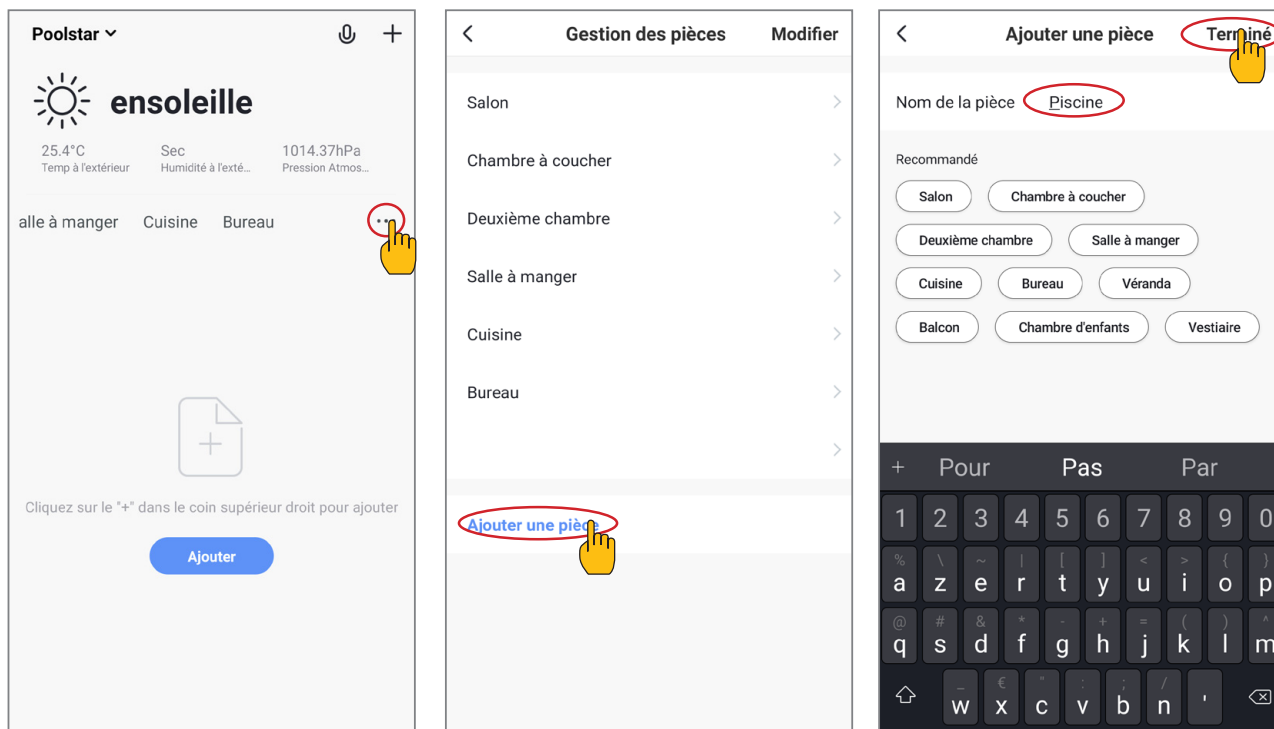 Poolstar
ensoleille
25.4°C Sec 1014.37hPa
Temp à l'extérieur Humidité à l'exté... Pression Atmos...
alle à manger Cuisine Bureau ...
Cliquez sur le "+" dans le coin supérieur droit pour ajouter
Ajouter
Gestion des pièces Modifier
Salon
Chambre à coucher
Deuxième chambre
Salle à manger
Cuisine
Bureau
Ajouter une pièce
Ajouter une pièce Terminé
Nom de la pièce Piscine
Recommandé
Salon Chambre à coucher
Deuxième chambre Salle à manger
Cuisine Bureau Véranda
Balcon Chambre d'enfants Vestiaire
+ Pour Pas Par
1 2 3 4 5 6 7 8 9 0
% \ ~ | [ ] < > { }
a z e r t y u i o p
@ # & * - + = ( ) ^
q s d f g h j k l m
_ € " : ; /
w x c v b n '